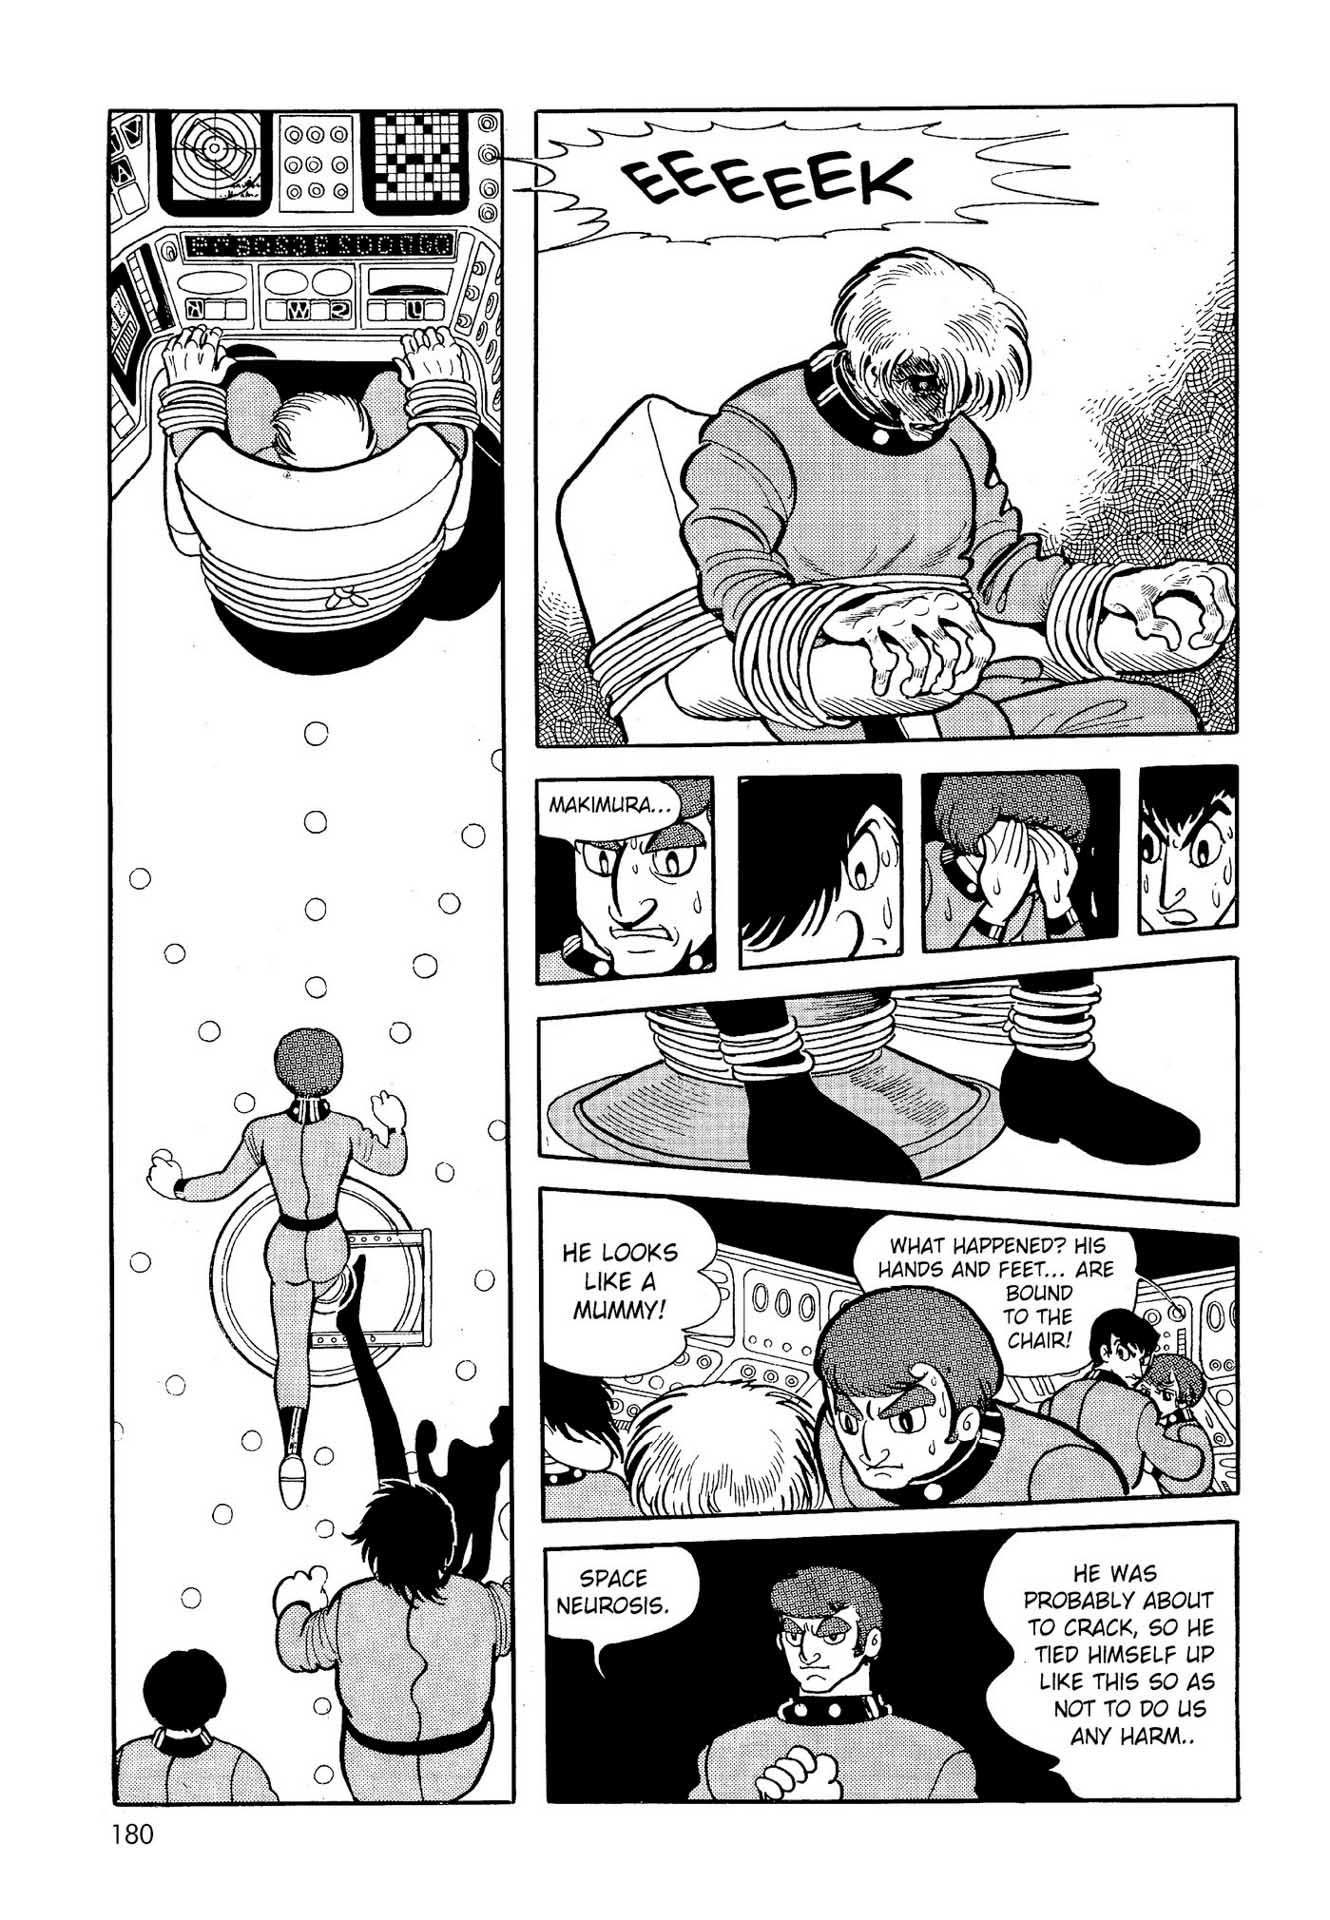 EEEEEEK
MAKIMURA...
HE LOOKS
LIKE A
MUMMY!
WHAT HAPPENED? HIS
HANDS AND FEET... ARE
BOUND
TO THE
CHAIR!
SPACE
NEUROSIS.
HE WAS
PROBABLY ABOUT
TO CRACK, SO HE
TIED HIMSELF UP
LIKE THIS SO AS
NOT TO DO US
ANY HARM..
180